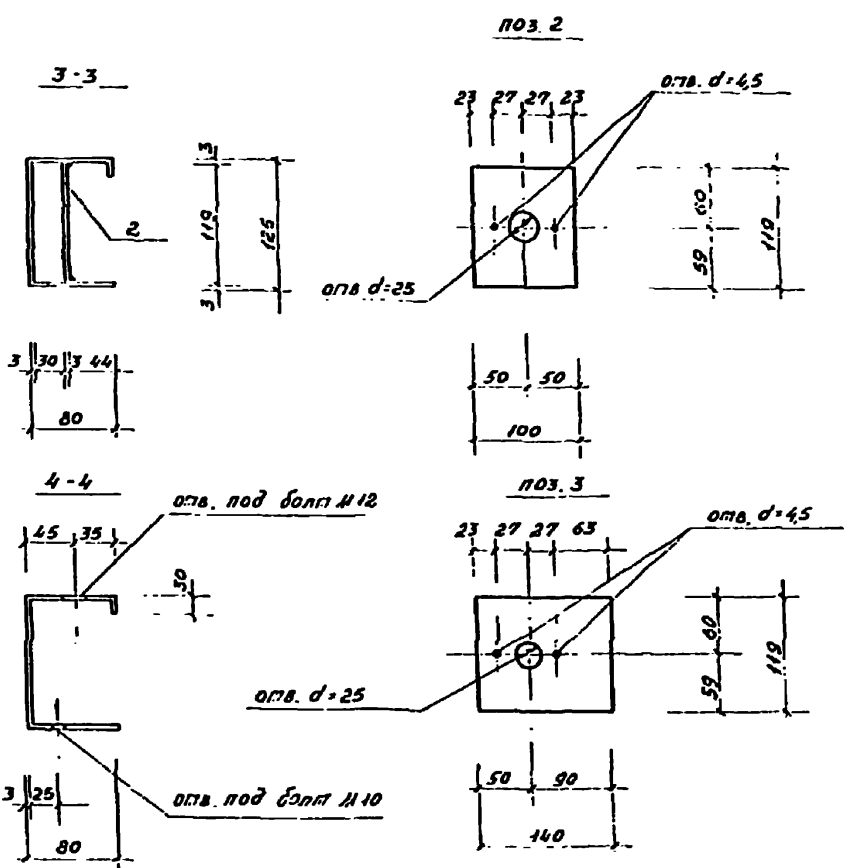 3-3
3
119
3
125
2
3 30 3 44
80
поз. 2
23 27 27 23
отв. d=4,5
60
59
119
отв d=25
50 50
100
4-4
отв. под болт М12
45 35
30
отв. под болт М10
3 25
80
поз. 3
23 27 27 63
отв. d=4,5
60
59
119
отв. d=25
50 90
140